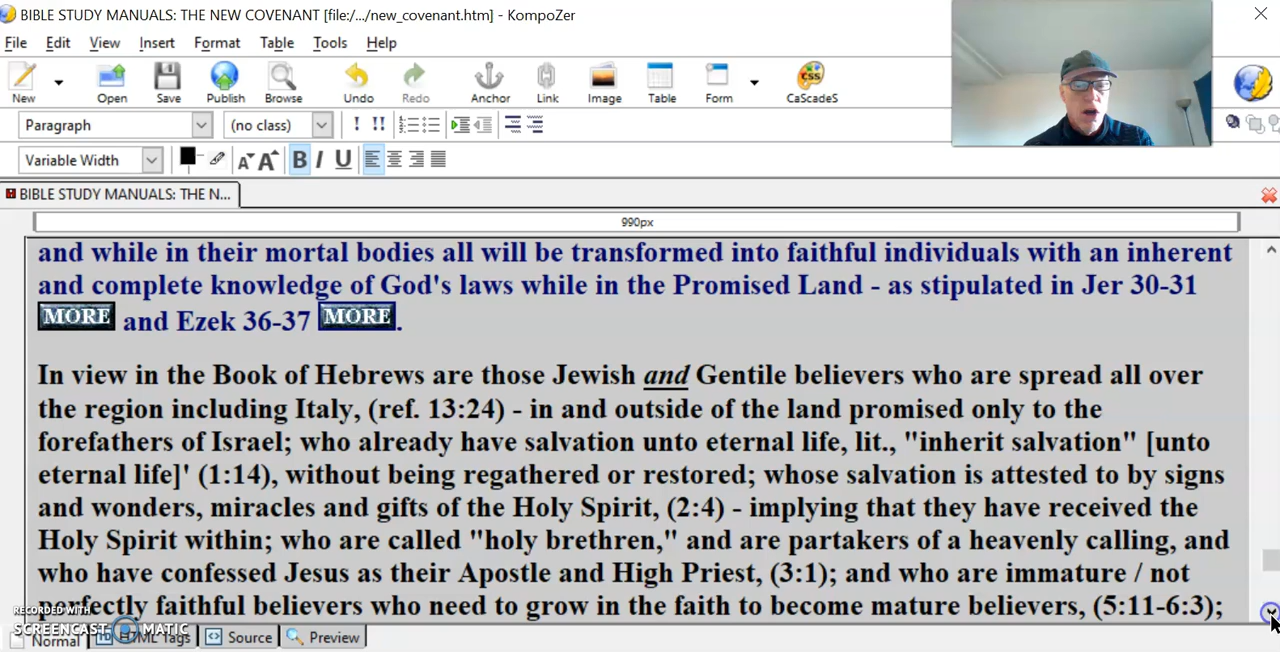 BIBLE STUDY MANUALS: THE NEW COVENANT [file:/.../new_covenant.htm] - KompoZer
File Edit View Insert Format Table Tools Help
New Open Save Publish Browse Undo Redo Anchor Link Image Table Form CaScadeS
Paragraph (no class) ! !!
Variable Width A A B I U
BIBLE STUDY MANUALS: THE N...
990px
and while in their mortal bodies all will be transformed into faithful individuals with an inherent
and complete knowledge of God's laws while in the Promised Land - as stipulated in Jer 30-31
MORE and Ezek 36-37 MORE.
In view in the Book of Hebrews are those Jewish and Gentile believers who are spread all over
the region including Italy, (ref. 13:24) - in and outside of the land promised only to the
forefathers of Israel; who already have salvation unto eternal life, lit., "inherit salvation" [unto
eternal life]' (1:14), without being regathered or restored; whose salvation is attested to by signs
and wonders, miracles and gifts of the Holy Spirit, (2:4) - implying that they have received the
Holy Spirit within; who are called "holy brethren," and are partakers of a heavenly calling, and
who have confessed Jesus as their Apostle and High Priest, (3:1); and who are immature / not
perfectly faithful believers who need to grow in the faith to become mature believers, (5:11-6:3);
RECORDED WITH
SCREENCAST MATIC
Normal HTML Tags Source Preview